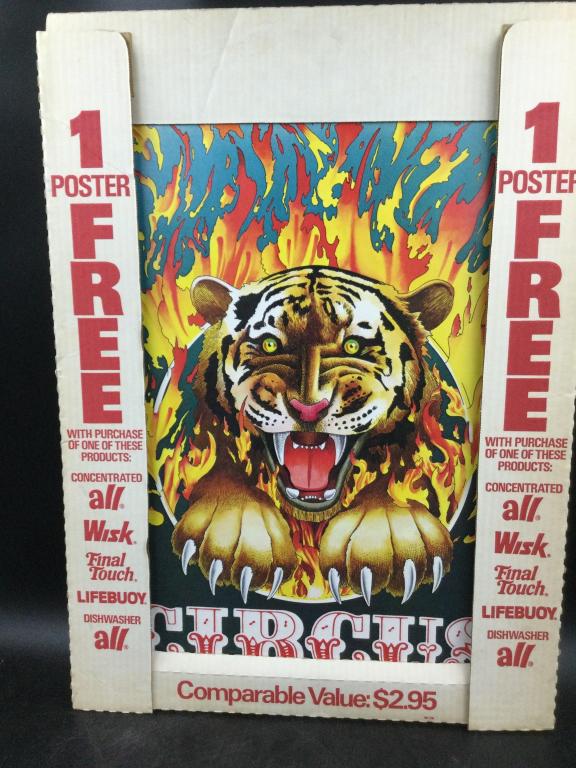 1
POSTER
FREE
WITH PURCHASE
OF ONE OF THESE
PRODUCTS:
CONCENTRATED
all®
Wisk®
Final
Touch®
LIFEBUOY®
DISHWASHER
all®
CIRCUS
Comparable Value: $2.95
1
POSTER
FREE
WITH PURCHASE
OF ONE OF THESE
PRODUCTS:
CONCENTRATED
all®
Wisk®
Final
Touch®
LIFEBUOY®
DISHWASHER
all®